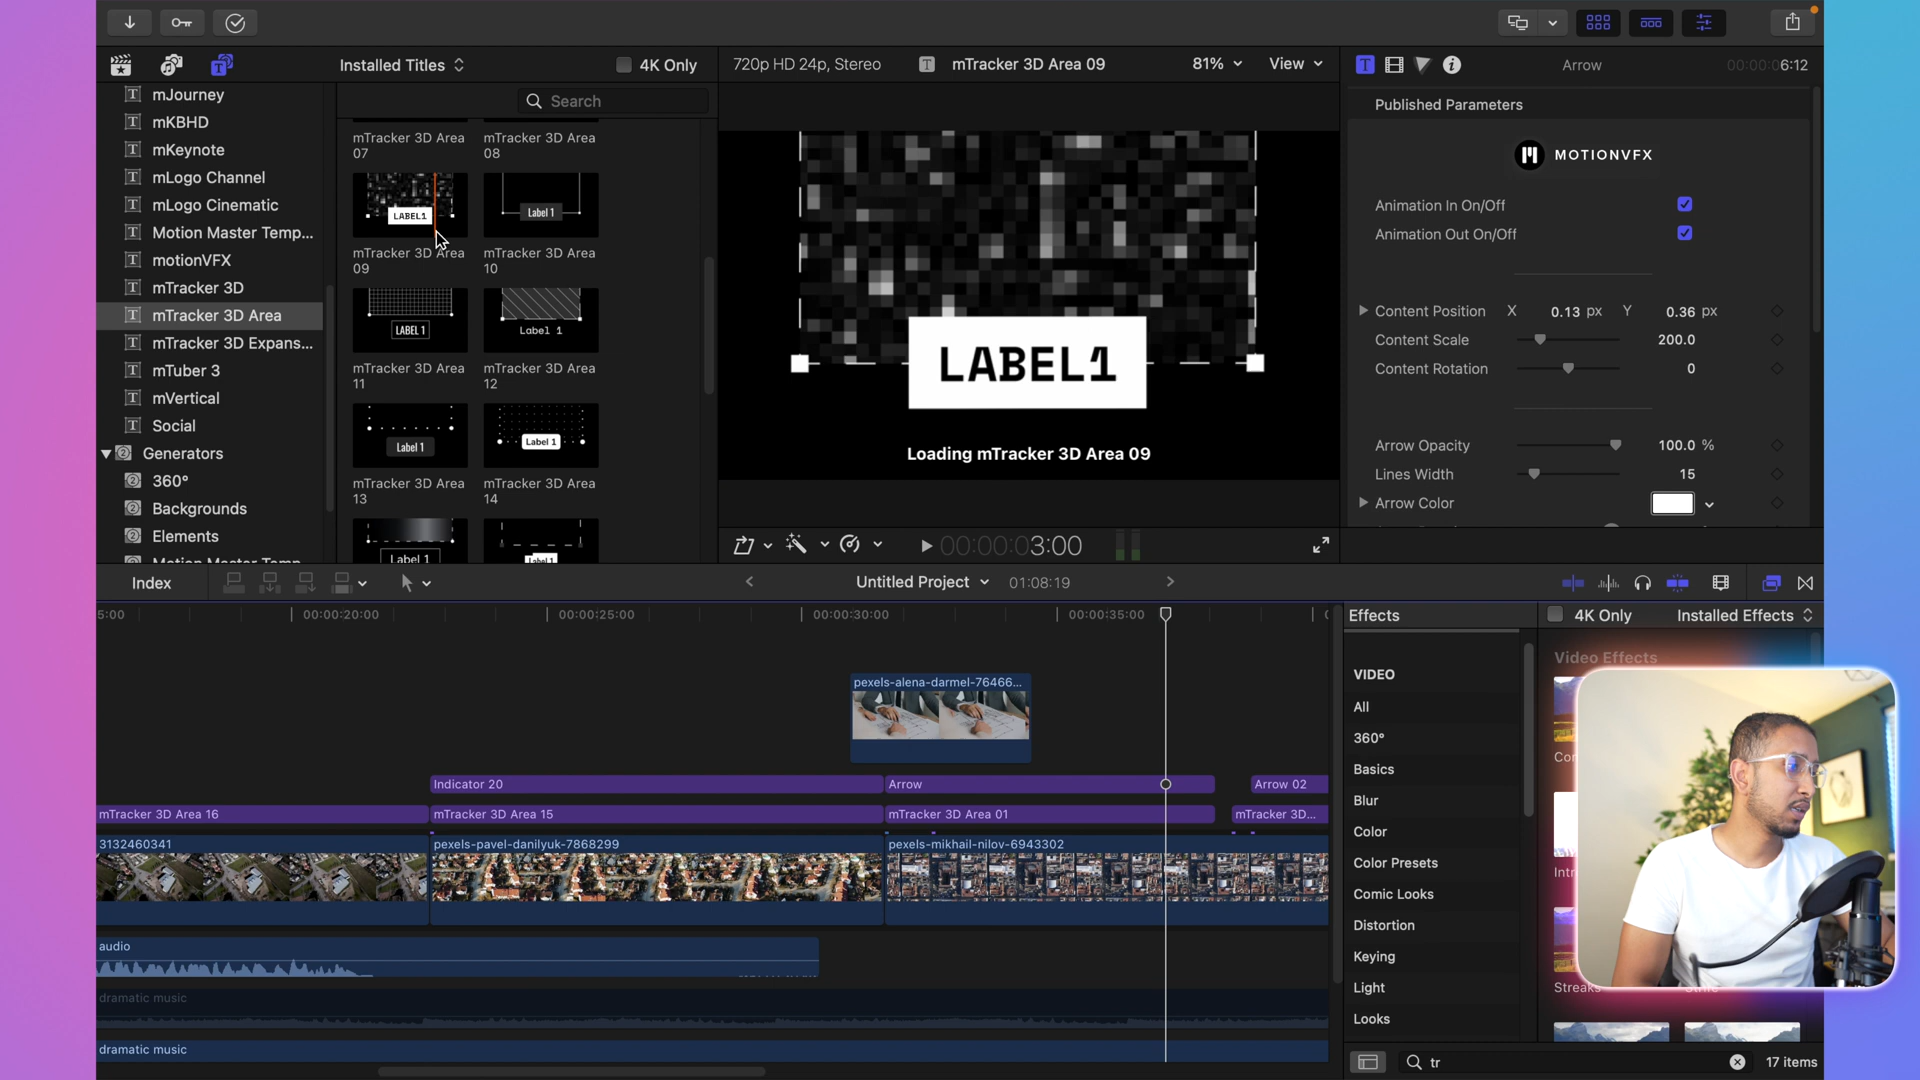 Installed Titles
4K Only
720p HD 24p, Stereo
mTracker 3D Area 09
81%
View
Arrow
00:00:06:12
mJourney
mKBHD
mKeynote
mLogo Channel
mLogo Cinematic
Motion Master Temp...
motionVFX
mTracker 3D
mTracker 3D Area
mTracker 3D Expans...
mTuber 3
mVertical
Social
Generators
360°
Backgrounds
Elements
Search
mTracker 3D Area
07
mTracker 3D Area
08
LABEL1
Label 1
mTracker 3D Area
09
mTracker 3D Area
10
LABEL 1
Label 1
mTracker 3D Area
11
mTracker 3D Area
12
Label 1
Label 1
mTracker 3D Area
13
mTracker 3D Area
14
Label 1
Label 1
LABEL1
Loading mTracker 3D Area 09
00:00:03:00
Published Parameters
MOTIONVFX
Animation In On/Off
Animation Out On/Off
Content Position X 0.13 px Y 0.36 px
Content Scale 200.0
Content Rotation 0
Arrow Opacity 100.0 %
Lines Width 15
Arrow Color
Index
Untitled Project
01:08:19
5:00
00:00:20:00
00:00:25:00
00:00:30:00
00:00:35:00
pexels-alena-darmel-76466...
Indicator 20
Arrow
Arrow 02
mTracker 3D Area 16
mTracker 3D Area 15
mTracker 3D Area 01
mTracker 3D...
3132460341
pexels-pavel-danilyuk-7868299
pexels-mikhail-nilov-6943302
audio
dramatic music
dramatic music
Effects
4K Only
Installed Effects
Video Effects
VIDEO
All
360°
Basics
Blur
Color
Color Presets
Comic Looks
Distortion
Keying
Light
Looks
Streaks
tr
17 items